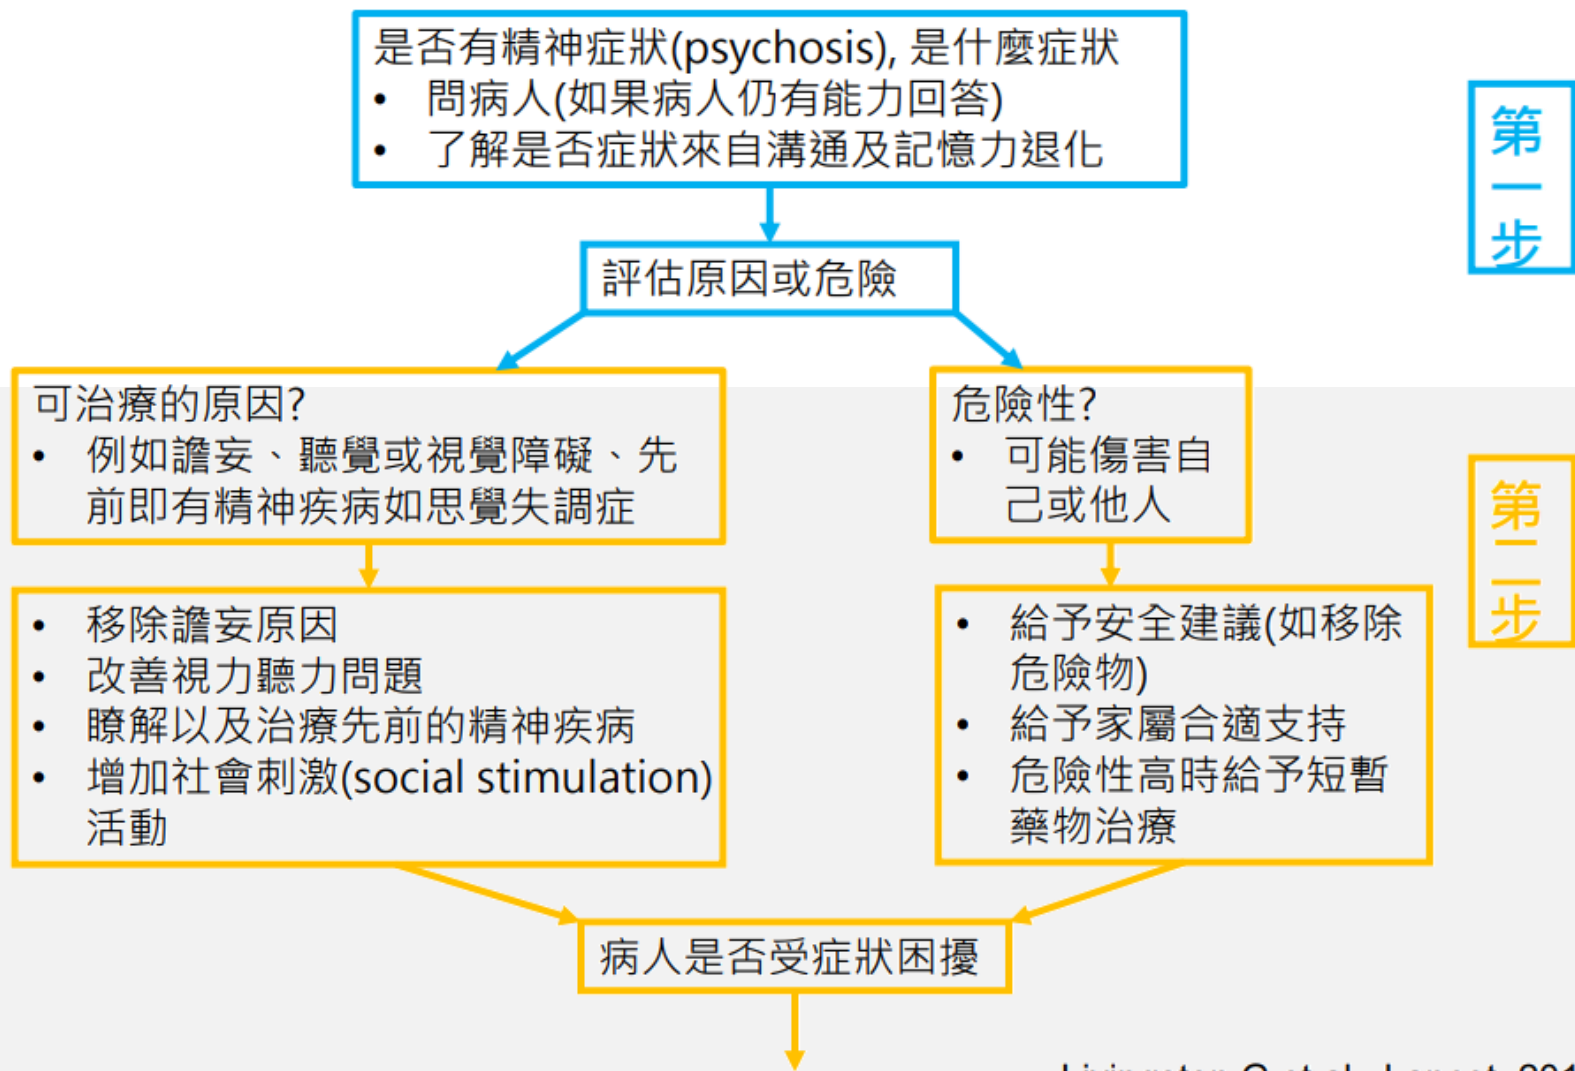 是否有精神症狀(psychosis), 是什麼症狀
• 問病人(如果病人仍有能力回答)
• 了解是否症狀來自溝通及記憶力退化
第
一
步
評估原因或危險
可治療的原因?
• 例如譫妄、聽覺或視覺障礙、先
前即有精神疾病如思覺失調症
危險性?
• 可能傷害自
己或他人
第
二
步
• 移除譫妄原因
• 改善視力聽力問題
• 瞭解以及治療先前的精神疾病
• 增加社會刺激(social stimulation)
活動
• 給予安全建議(如移除
危險物)
• 給予家屬合適支持
• 危險性高時給予短暫
藥物治療
病人是否受症狀困擾